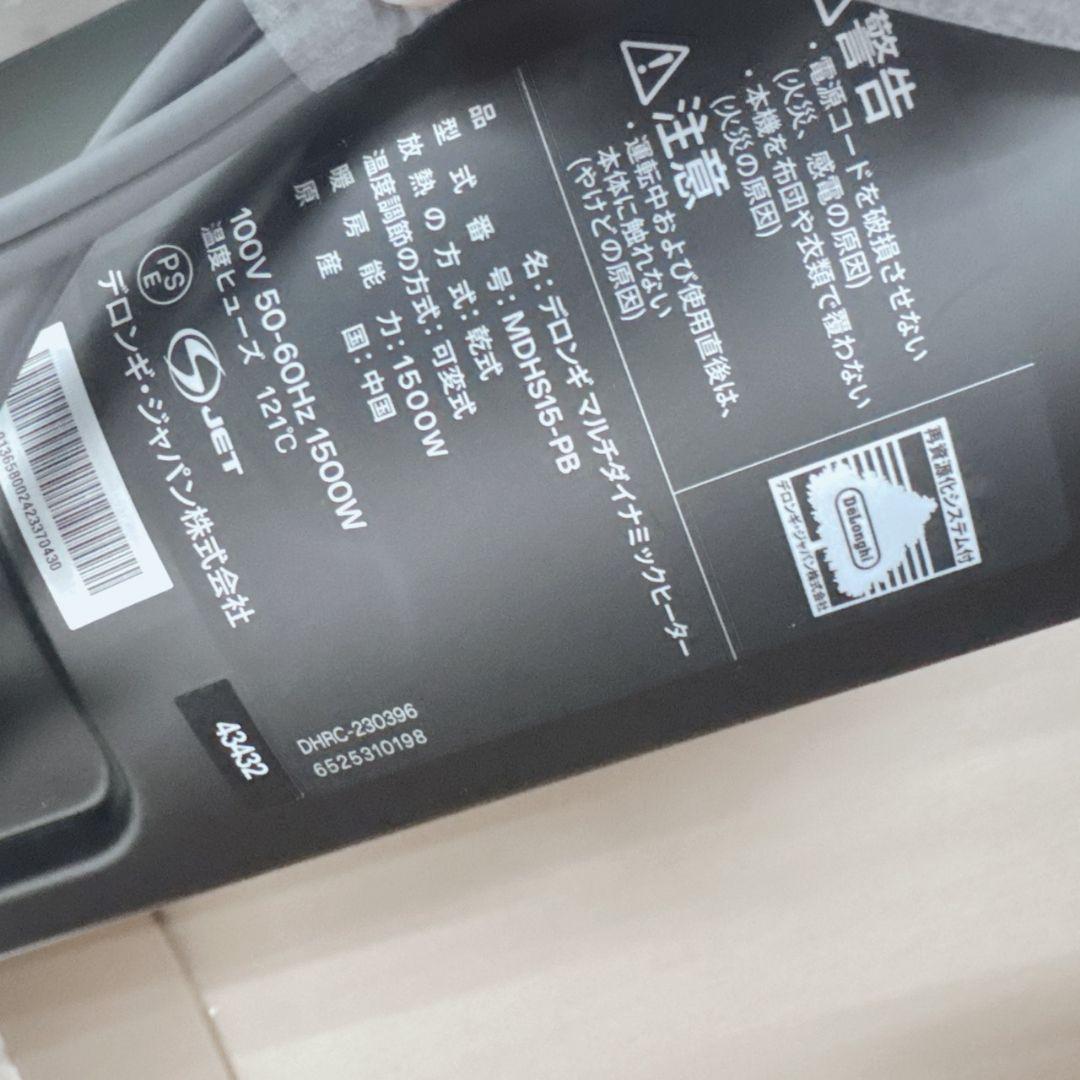 警告
・電源コードを破損させない
(火災、感電の原因)
・本機を布団や衣類で覆わない
(火災の原因)
注意
・運転中および使用直後は、
本体に触れない
(やけどの原因)
再資源化システム付
DeLonghi
デロンギ・ジャパン株式会社
品名：デロンギ マルチダイナミックヒーター
型式番号：MDHS15-PB
放熱の方式：乾式
温度調節の方式：可変式
暖房能力：1500W
原産国：中国
100V 50-60Hz 1500W
温度ヒューズ 121℃
PS
E
S JET
デロンギ・ジャパン株式会社
013658002423370430
43432
DHRC-230396
6525310198